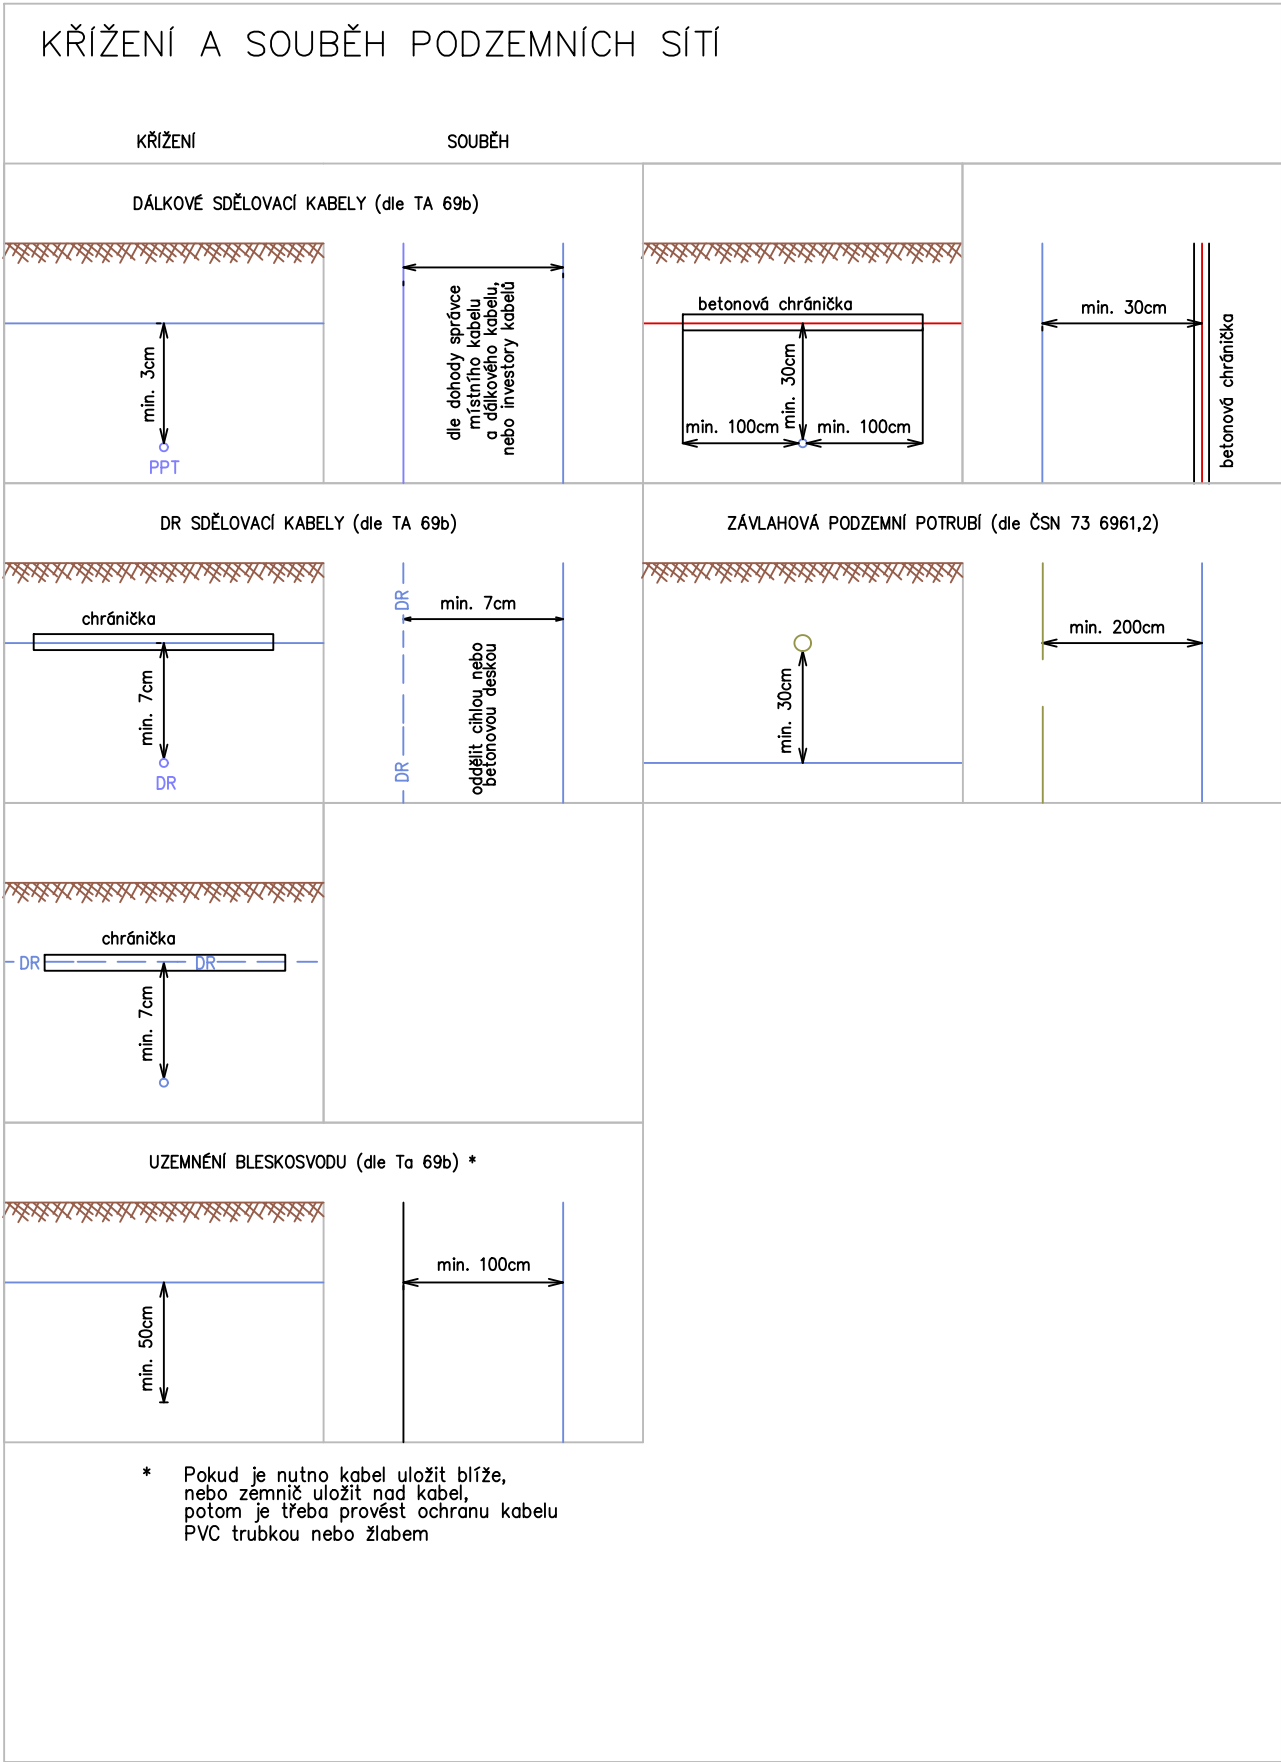 KŘÍŽENÍ A SOUBĚH PODZEMNÍCH SÍTÍ
KŘÍŽENÍ
SOUBĚH
DÁLKOVÉ SDĚLOVACÍ KABELY (dle TA 69b)
min. 3cm
PPT
dle dohody správce
místního kabelu
a dálkového kabelu,
nebo investory kabelů
betonová chránička
min. 30cm
min. 100cm
min. 100cm
min. 30cm
betonová chránička
DR SDĚLOVACÍ KABELY (dle TA 69b)
chránička
min. 7cm
DR
DR
min. 7cm
oddělit cihlou nebo
betonovou deskou
DR
ZÁVLAHOVÁ PODZEMNÍ POTRUBÍ (dle ČSN 73 6961,2)
min. 30cm
min. 200cm
chránička
DR
DR
min. 7cm
UZEMNÉNÍ BLESKOSVODU (dle Ta 69b) *
min. 50cm
min. 100cm
* Pokud je nutno kabel uložit blíže,
nebo zemnič uložit nad kabel,
potom je třeba provést ochranu kabelu
PVC trubkou nebo žlabem